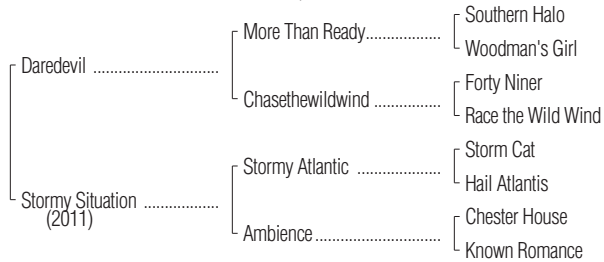 Southern Halo
More Than Ready..................
Woodman's Girl
Daredevil .............................
Forty Niner
Chasethewildwind ................
Race the Wild Wind
Storm Cat
Stormy Atlantic ...................
Hail Atlantis
Stormy Situation .................
(2011)
Chester House
Ambience.............................
Known Romance